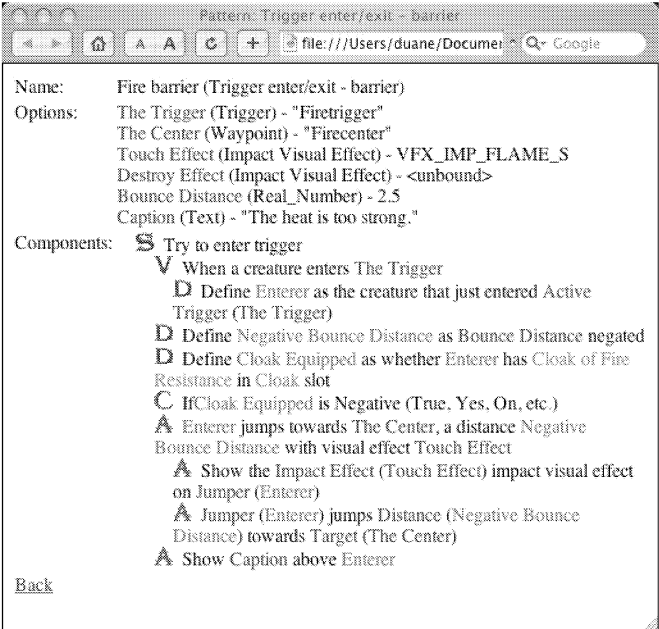 Pattern: Trigger enter/exit - barrier
A A C + file:///Users/duane/Documer Q Google
Name: Fire barrier (Trigger enter/exit - barrier)
Options: The Trigger (Trigger) - "Firetrigger"
The Center (Waypoint) - "Firecenter"
Touch Effect (Impact Visual Effect) - VFX_IMP_FLAME_S
Destroy Effect (Impact Visual Effect) - <unbound>
Bounce Distance (Real_Number) - 2.5
Caption (Text) - "The heat is too strong."
Components: S Try to enter trigger
V When a creature enters The Trigger
D Define Enterer as the creature that just entered Active
Trigger (The Trigger)
D Define Negative Bounce Distance as Bounce Distance negated
D Define Cloak Equipped as whether Enterer has Cloak of Fire
Resistance in Cloak slot
C IfCloak Equipped is Negative (True, Yes, On, etc.)
A Enterer jumps towards The Center, a distance Negative
Bounce Distance with visual effect Touch Effect
A Show the Impact Effect (Touch Effect) impact visual effect
on Jumper (Enterer)
A Jumper (Enterer) jumps Distance (Negative Bounce
Distance) towards Target (The Center)
A Show Caption above Enterer
Back